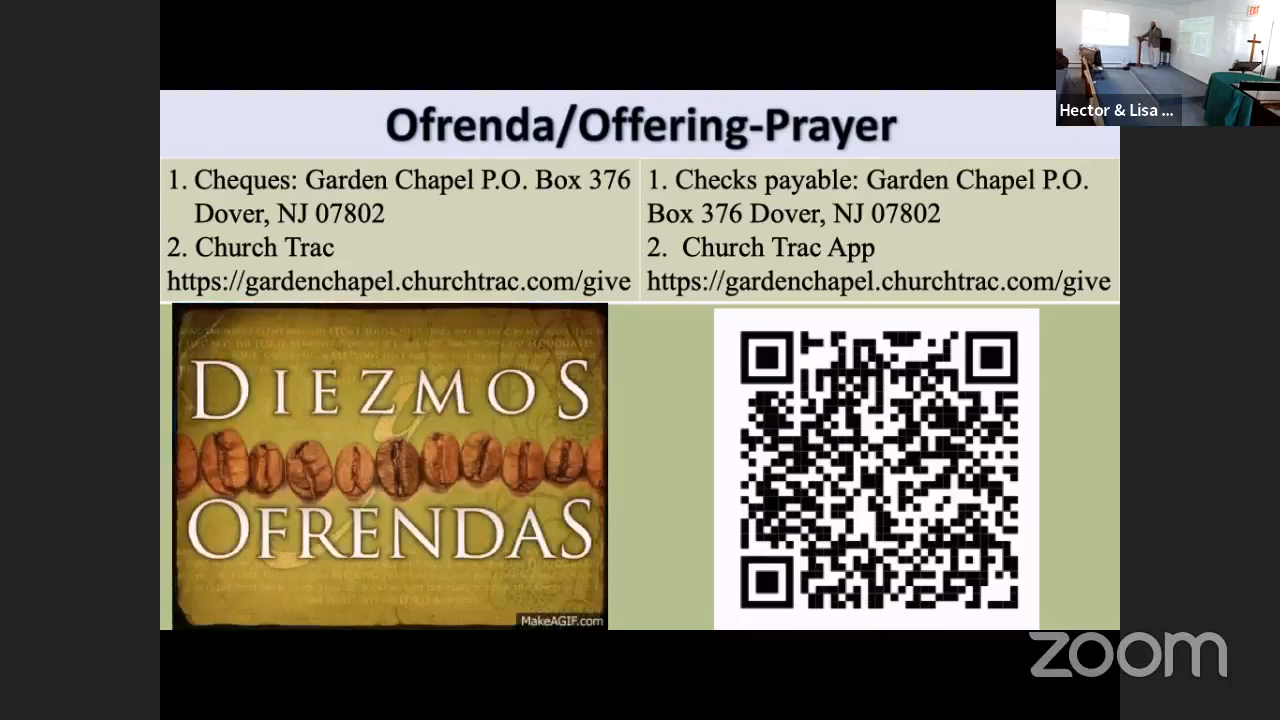 EXIT
Hector & Lisa ...
Ofrenda/Offering-Prayer
1. Cheques: Garden Chapel P.O. Box 376
Dover, NJ 07802
2. Church Trac
https://gardenchapel.churchtrac.com/give
1. Checks payable: Garden Chapel P.O.
Box 376 Dover, NJ 07802
2. Church Trac App
https://gardenchapel.churchtrac.com/give
DIEZMOS
y
OFRENDAS
MakeAGIF.com
zoom